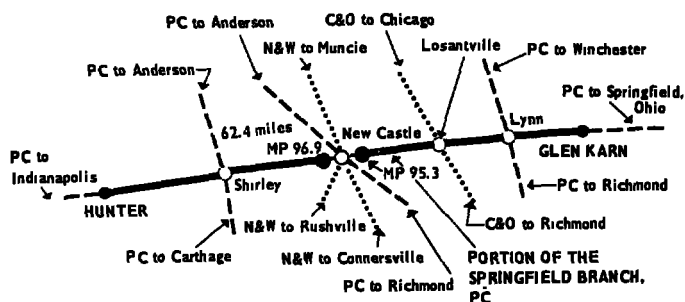 C&O to Chicago
PC to Anderson
N&W to Muncie
Losantville
PC to Winchester
PC to Anderson
PC to Springfield,
Ohio
Lynn
62.4 miles
New Castle
MP 96.9
GLEN KARN
PC to
Indianapolis
Shirley
MP 95.3
PC to Richmond
HUNTER
N&W to Rushville
C&O to Richmond
PC to Carthage
N&W to Connersville
PC to Richmond
PORTION OF THE
SPRINGFIELD BRANCH,
PC